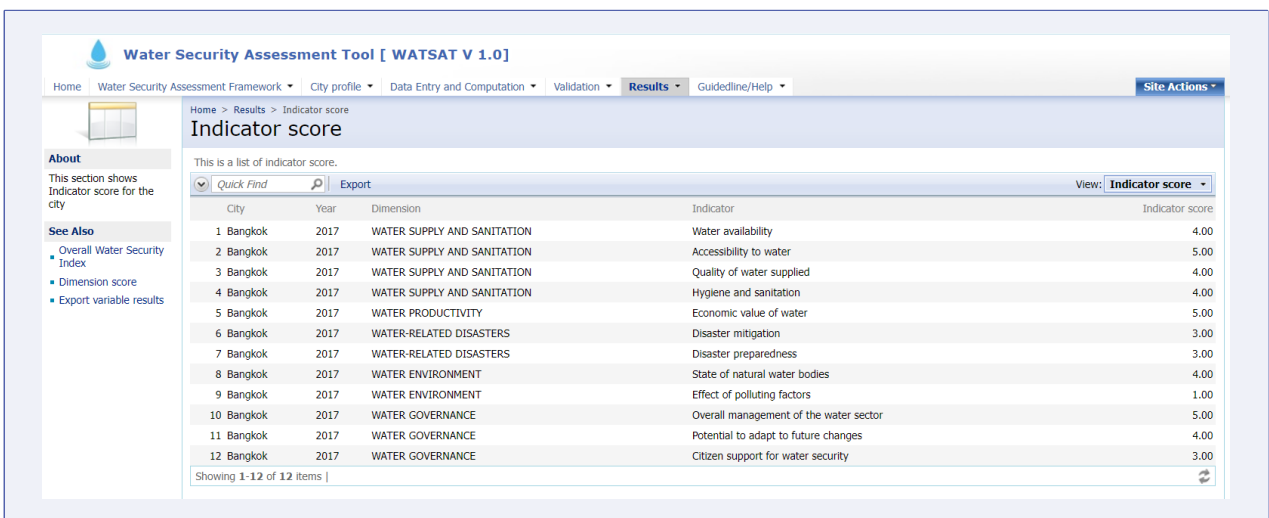 Water Security Assessment Tool [ WATSAT V 1.0]
Home Water Security Assessment Framework City profile Data Entry and Computation Validation Results Guidedline/Help Site Actions
Home > Results > Indicator score
Indicator score
About
This section shows
Indicator score for the
city
See Also
Overall Water Security
Index
Dimension score
Export variable results
This is a list of indicator score.
Quick Find Export View: Indicator score
City Year Dimension Indicator Indicator score
1 Bangkok 2017 WATER SUPPLY AND SANITATION Water availability 4.00
2 Bangkok 2017 WATER SUPPLY AND SANITATION Accessibility to water 5.00
3 Bangkok 2017 WATER SUPPLY AND SANITATION Quality of water supplied 4.00
4 Bangkok 2017 WATER SUPPLY AND SANITATION Hygiene and sanitation 4.00
5 Bangkok 2017 WATER PRODUCTIVITY Economic value of water 5.00
6 Bangkok 2017 WATER-RELATED DISASTERS Disaster mitigation 3.00
7 Bangkok 2017 WATER-RELATED DISASTERS Disaster preparedness 3.00
8 Bangkok 2017 WATER ENVIRONMENT State of natural water bodies 4.00
9 Bangkok 2017 WATER ENVIRONMENT Effect of polluting factors 1.00
10 Bangkok 2017 WATER GOVERNANCE Overall management of the water sector 5.00
11 Bangkok 2017 WATER GOVERNANCE Potential to adapt to future changes 4.00
12 Bangkok 2017 WATER GOVERNANCE Citizen support for water security 3.00
Showing 1-12 of 12 items |